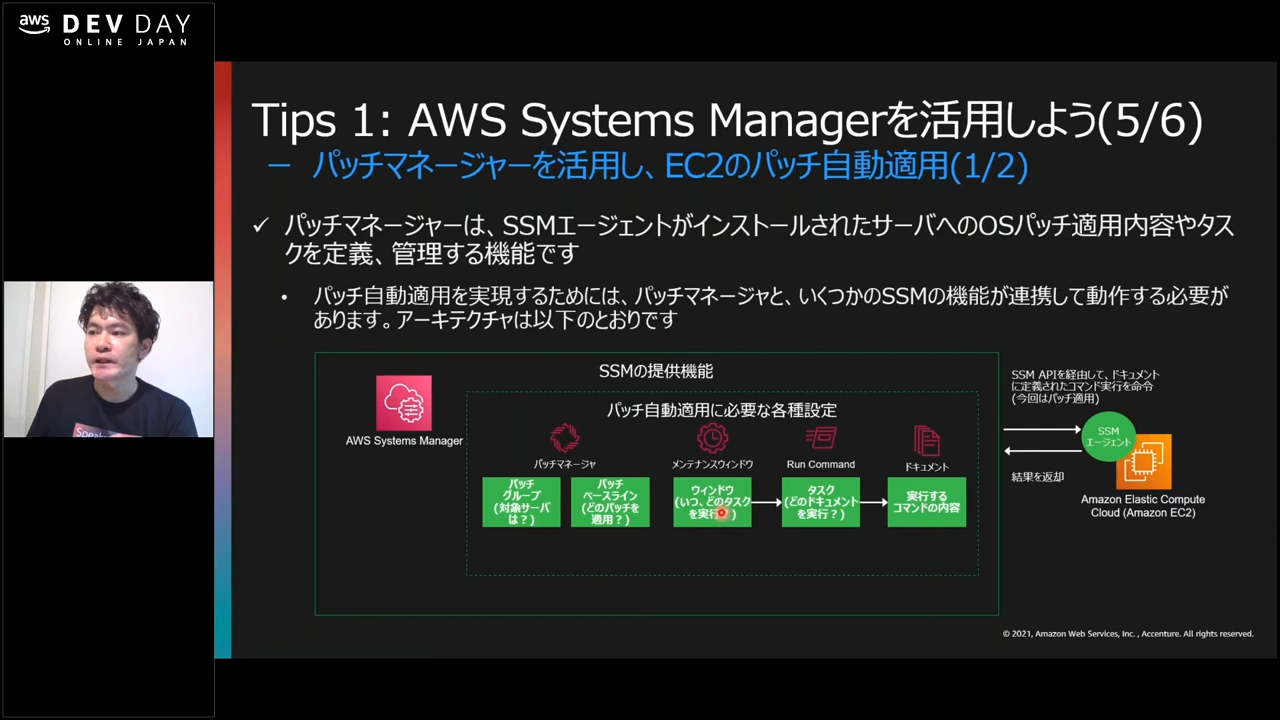 aws DEV DAY
ONLINE JAPAN
Tips 1: AWS Systems Managerを活用しよう(5/6)
－ パッチマネージャーを活用し、EC2のパッチ自動適用(1/2)
✓ パッチマネージャーは、SSMエージェントがインストールされたサーバへのOSパッチ適用内容やタス
クを定義、管理する機能です
• パッチ自動適用を実現するためには、パッチマネージャと、いくつかのSSMの機能が連携して動作する必要が
あります。アーキテクチャは以下のとおりです
SSMの提供機能
AWS Systems Manager
パッチ自動適用に必要な各種設定
パッチマネージャ
メンテナンスウィンドウ
Run Command
ドキュメント
パッチ
グループ
(対象サーバ
は？)
パッチ
ベースライン
(どのパッチを
適用？)
ウィンドウ
(いつ、どのタスク
を実行？)
タスク
(どのドキュメント
を実行？)
実行する
コマンドの内容
SSM APIを経由して、ドキュメント
に定義されたコマンド実行を命令
(今回はパッチ適用)
SSM
エージェント
結果を返却
Amazon Elastic Compute
Cloud (Amazon EC2)
Speake
© 2021, Amazon Web Services, Inc. , Accenture. All rights reserved.